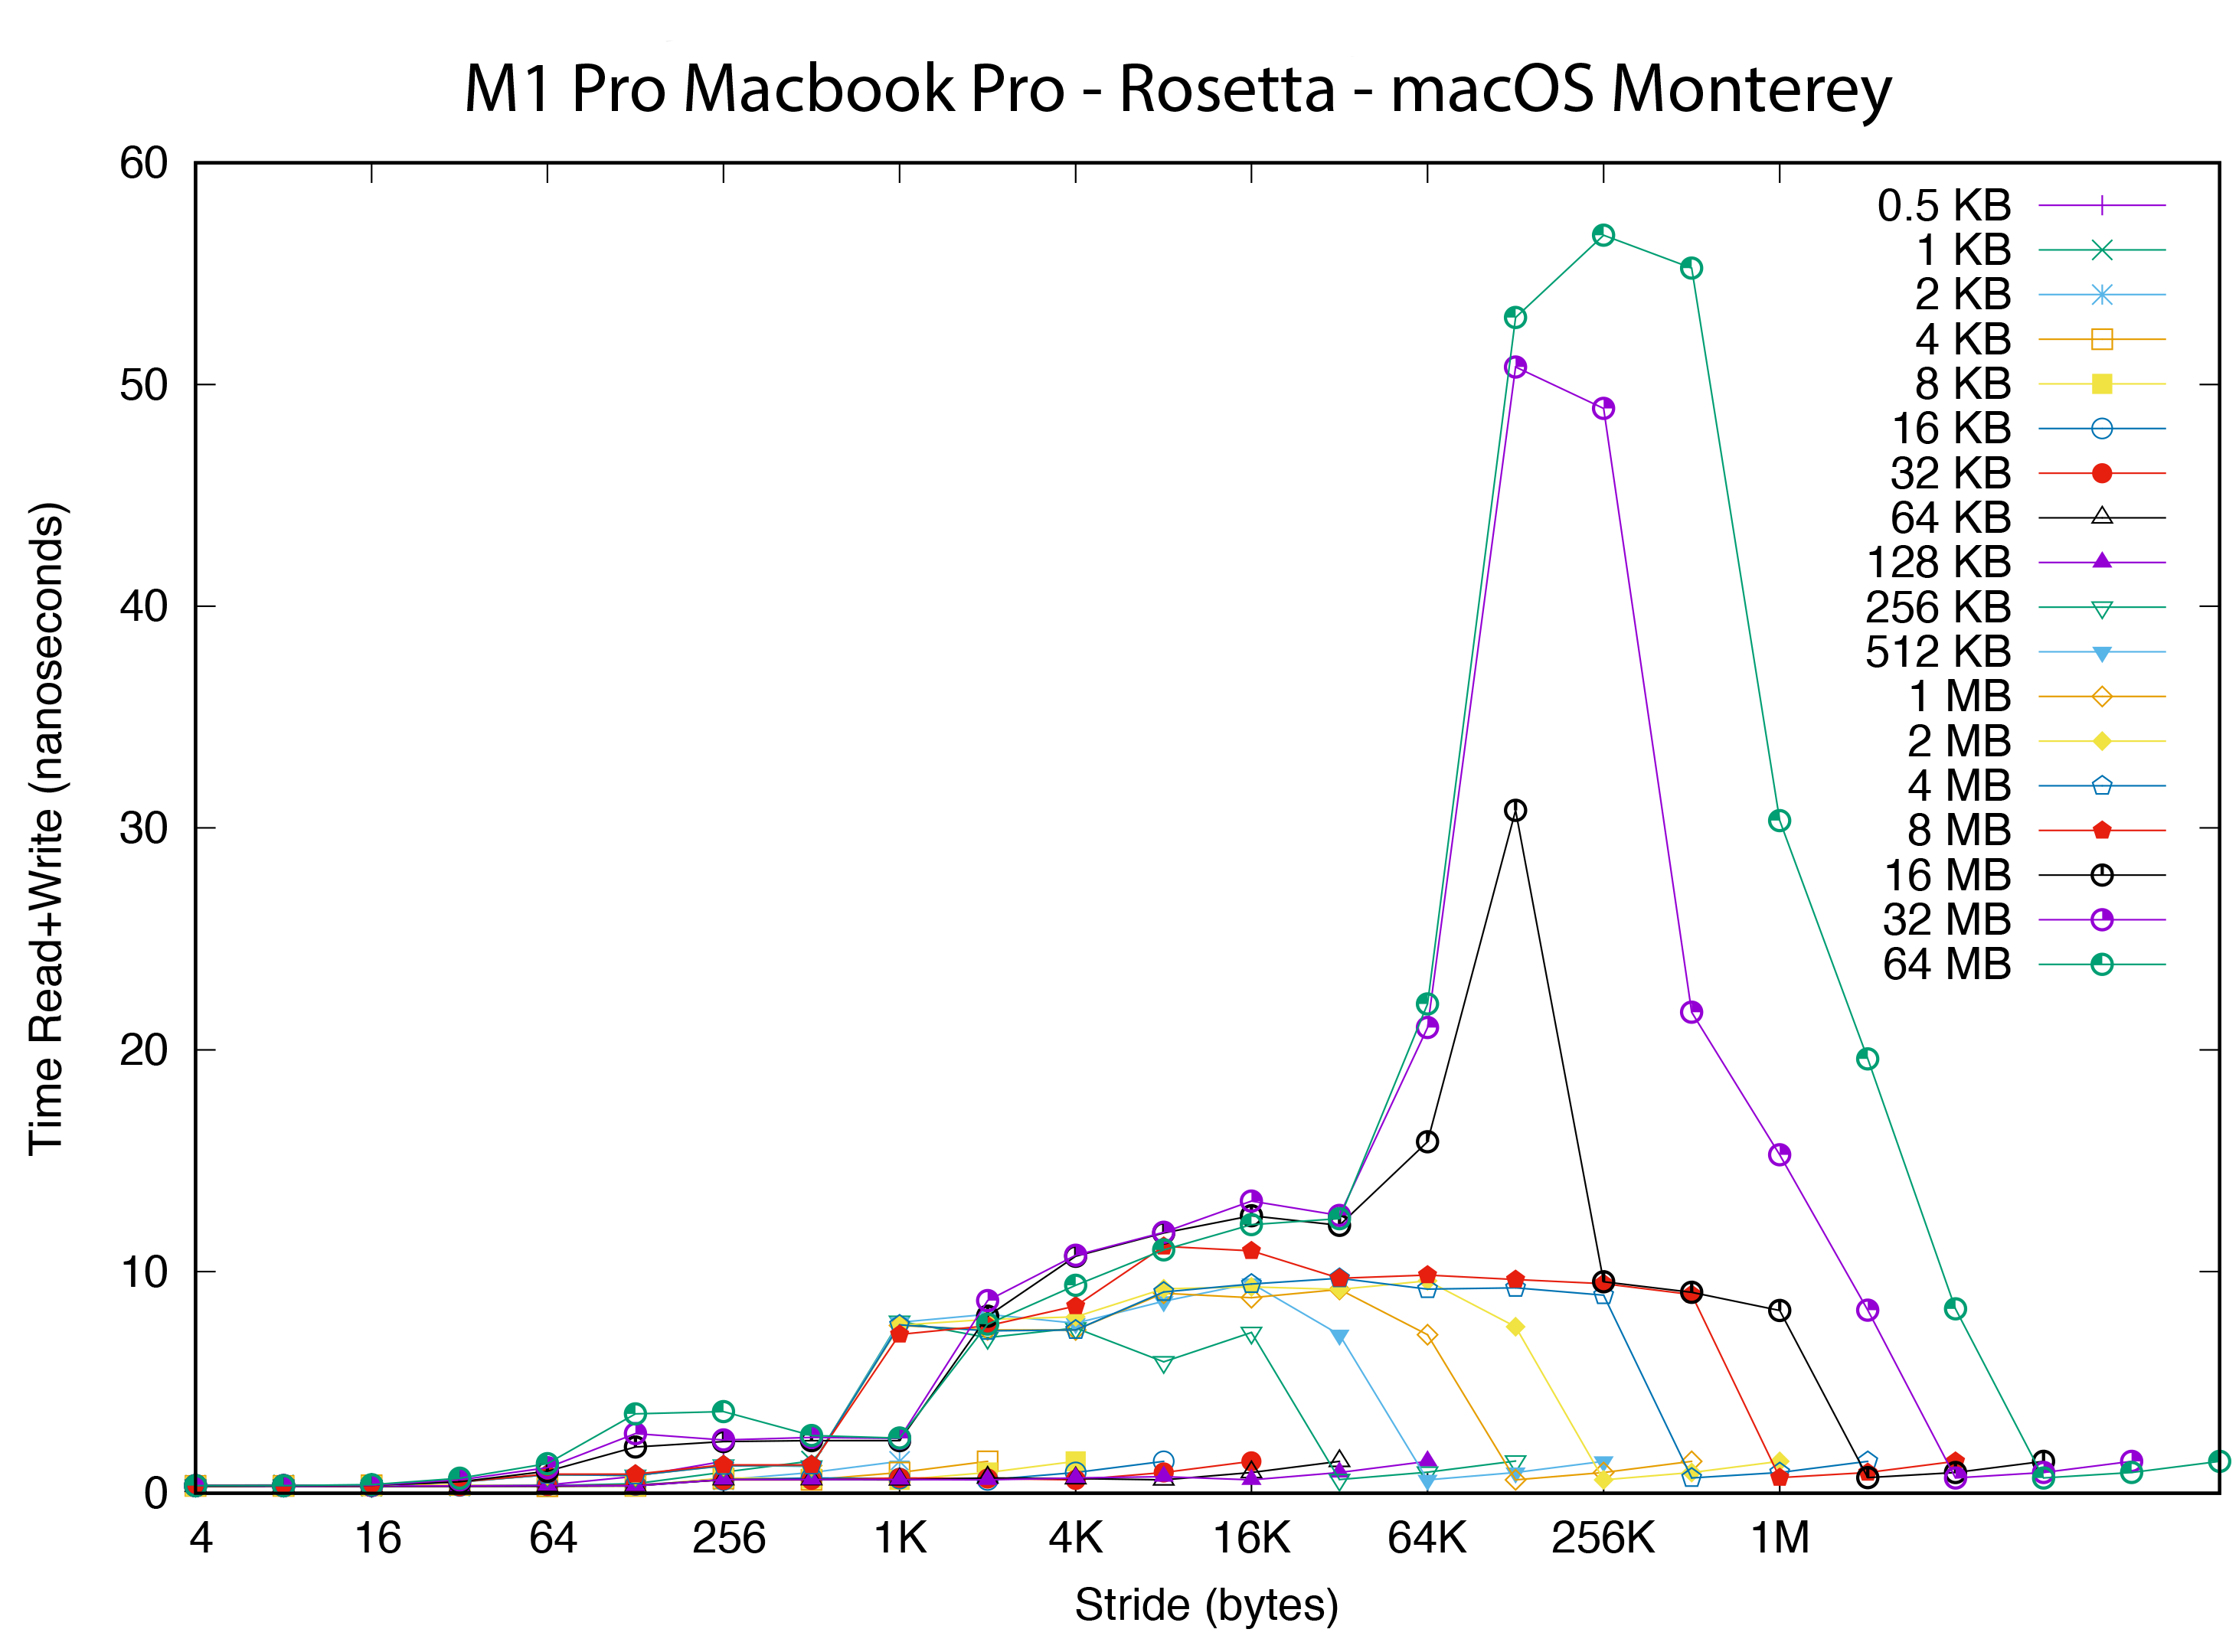 M1 Pro Macbook Pro - Rosetta - macOS Monterey
60
50
40
30
20
10
0
Time Read+Write (nanoseconds)
0.5 KB
1 KB
2 KB
4 KB
8 KB
16 KB
32 KB
64 KB
128 KB
256 KB
512 KB
1 MB
2 MB
4 MB
8 MB
16 MB
32 MB
64 MB
4 16 64 256 1K 4K 16K 64K 256K 1M
Stride (bytes)